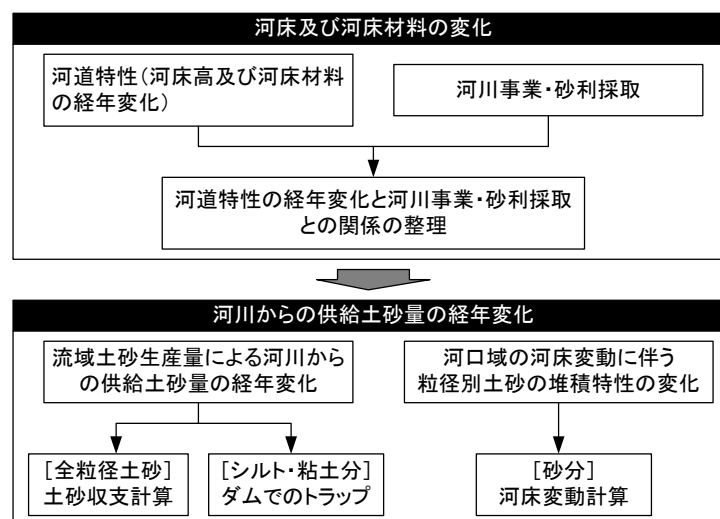 河床及び河床材料の変化
河道特性(河床高及び河床材料
の経年変化)
河川事業・砂利採取
河道特性の経年変化と河川事業・砂利採取
との関係の整理
河川からの供給土砂量の経年変化
流域土砂生産量による河川から
の供給土砂量の経年変化
河口域の河床変動に伴う
粒径別土砂の堆積特性の変化
[全粒径土砂]
土砂収支計算
[シルト・粘土分]
ダムでのトラップ
[砂分]
河床変動計算